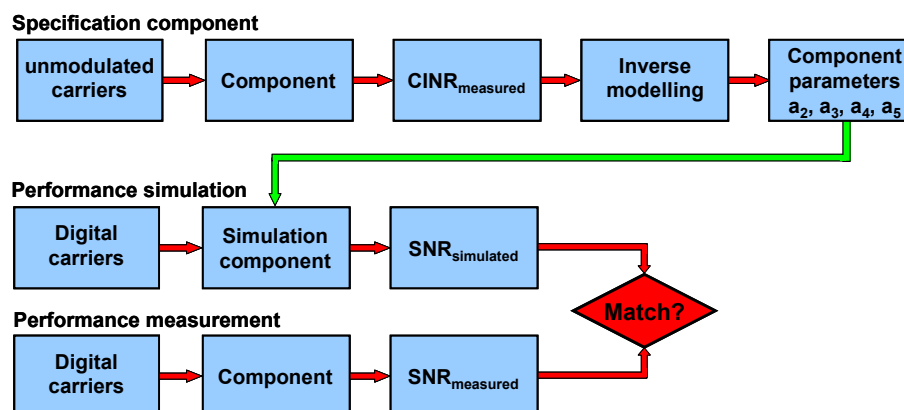 Specification component
unmodulated
carriers
Component
CINRmeasured
Inverse
modelling
Component
parameters
a2, a3, a4, a5
Performance simulation
Digital
carriers
Simulation
component
SNRsimulated
Match?
Performance measurement
Digital
carriers
Component
SNRmeasured